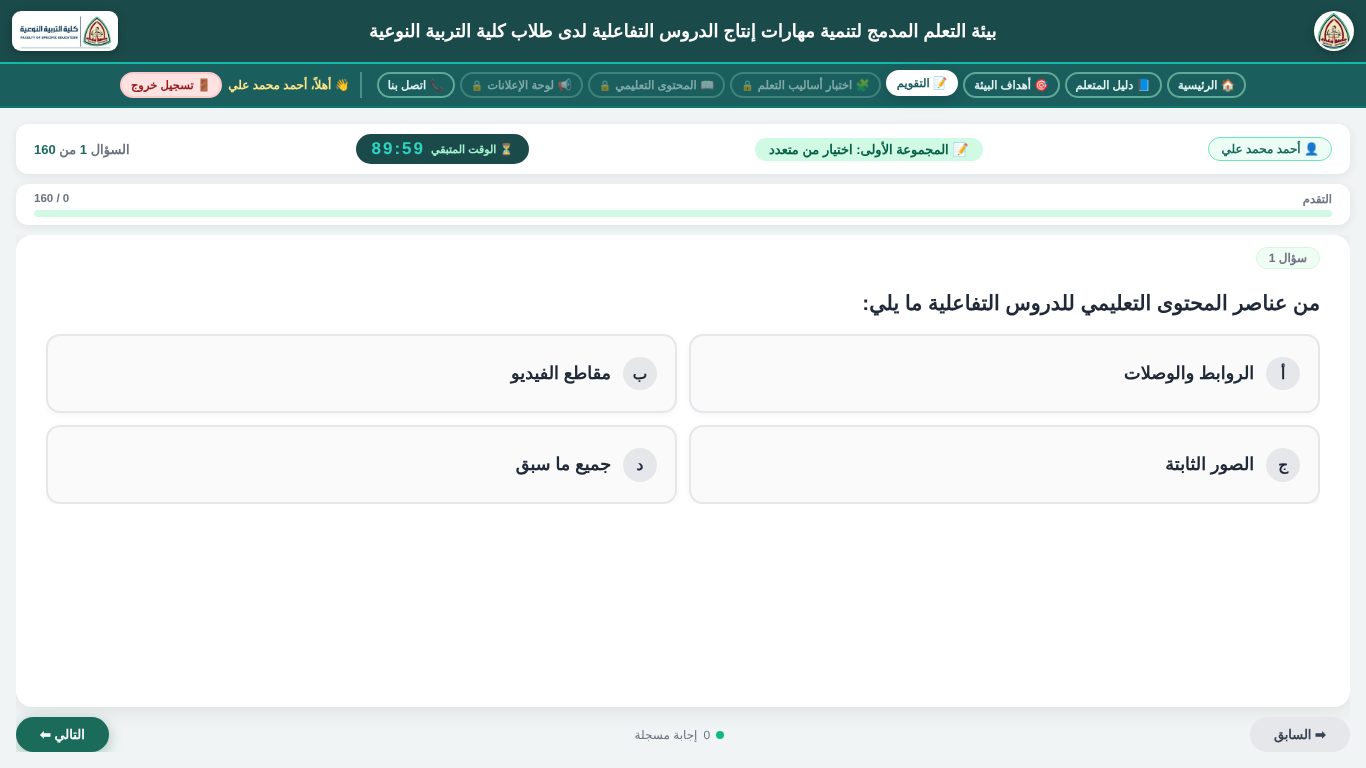 بيئة التعلم المدمج لتنمية مهارات إنتاج الدروس التفاعلية لدى طلاب كلية التربية النوعية
كلية التربية النوعية
FACULTY OF SPECIFIC EDUCATION
🏠 الرئيسية
📘 دليل المتعلم
🎯 أهداف البيئة
📝 التقويم
🧩 اختبار أساليب التعلم 🔒
📖 المحتوى التعليمي 🔒
📢 لوحة الإعلانات 🔒
📞 اتصل بنا
👋 أهلاً، أحمد محمد علي
🚪 تسجيل خروج
👤 أحمد محمد علي
📝 المجموعة الأولى: اختيار من متعدد
⏳ الوقت المتبقي 89:59
السؤال 1 من 160
التقدم
0 / 160
سؤال 1
من عناصر المحتوى التعليمي للدروس التفاعلية ما يلي:
أ الروابط والوصلات
ب مقاطع الفيديو
ج الصور الثابتة
د جميع ما سبق
➡ السابق
0 إجابة مسجلة
التالي ⬅